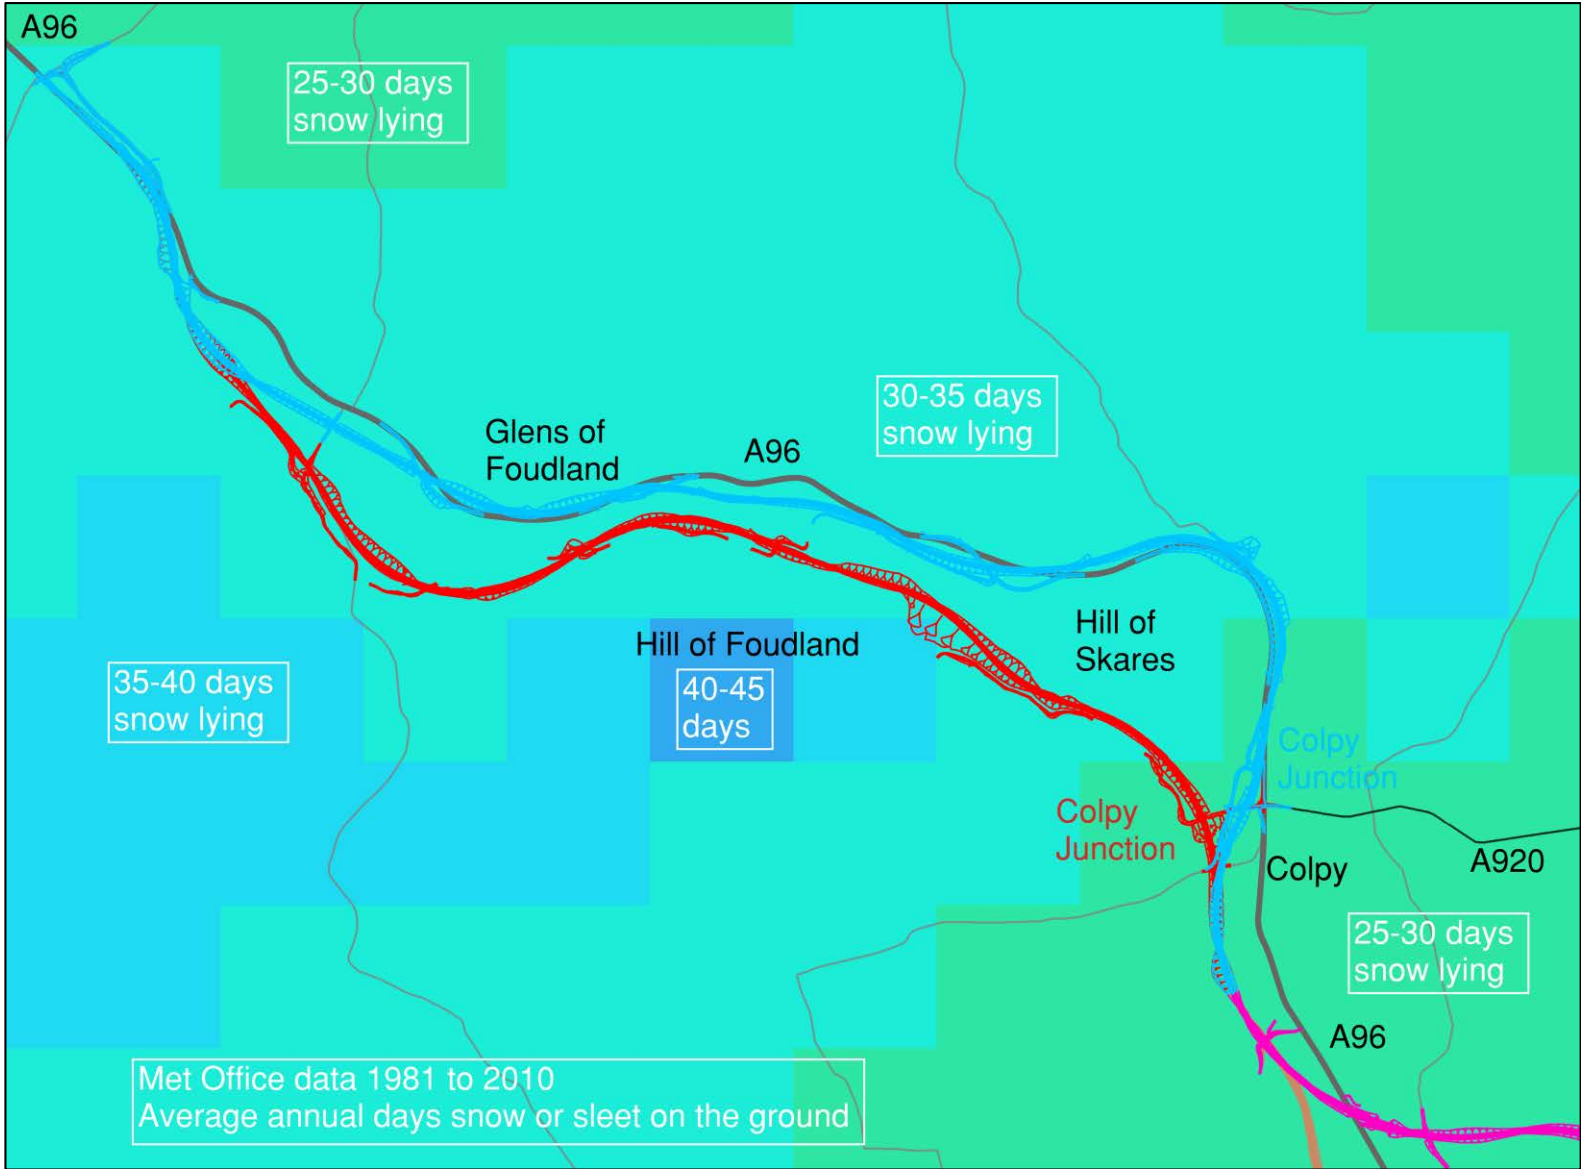 A96
25-30 days
snow lying
30-35 days
snow lying
Glens of
Foudland
A96
Hill of
Skares
Hill of Foudland
35-40 days
snow lying
40-45
days
Colpy
Junction
Colpy
Junction
A920
Colpy
25-30 days
snow lying
A96
Met Office data 1981 to 2010
Average annual days snow or sleet on the ground